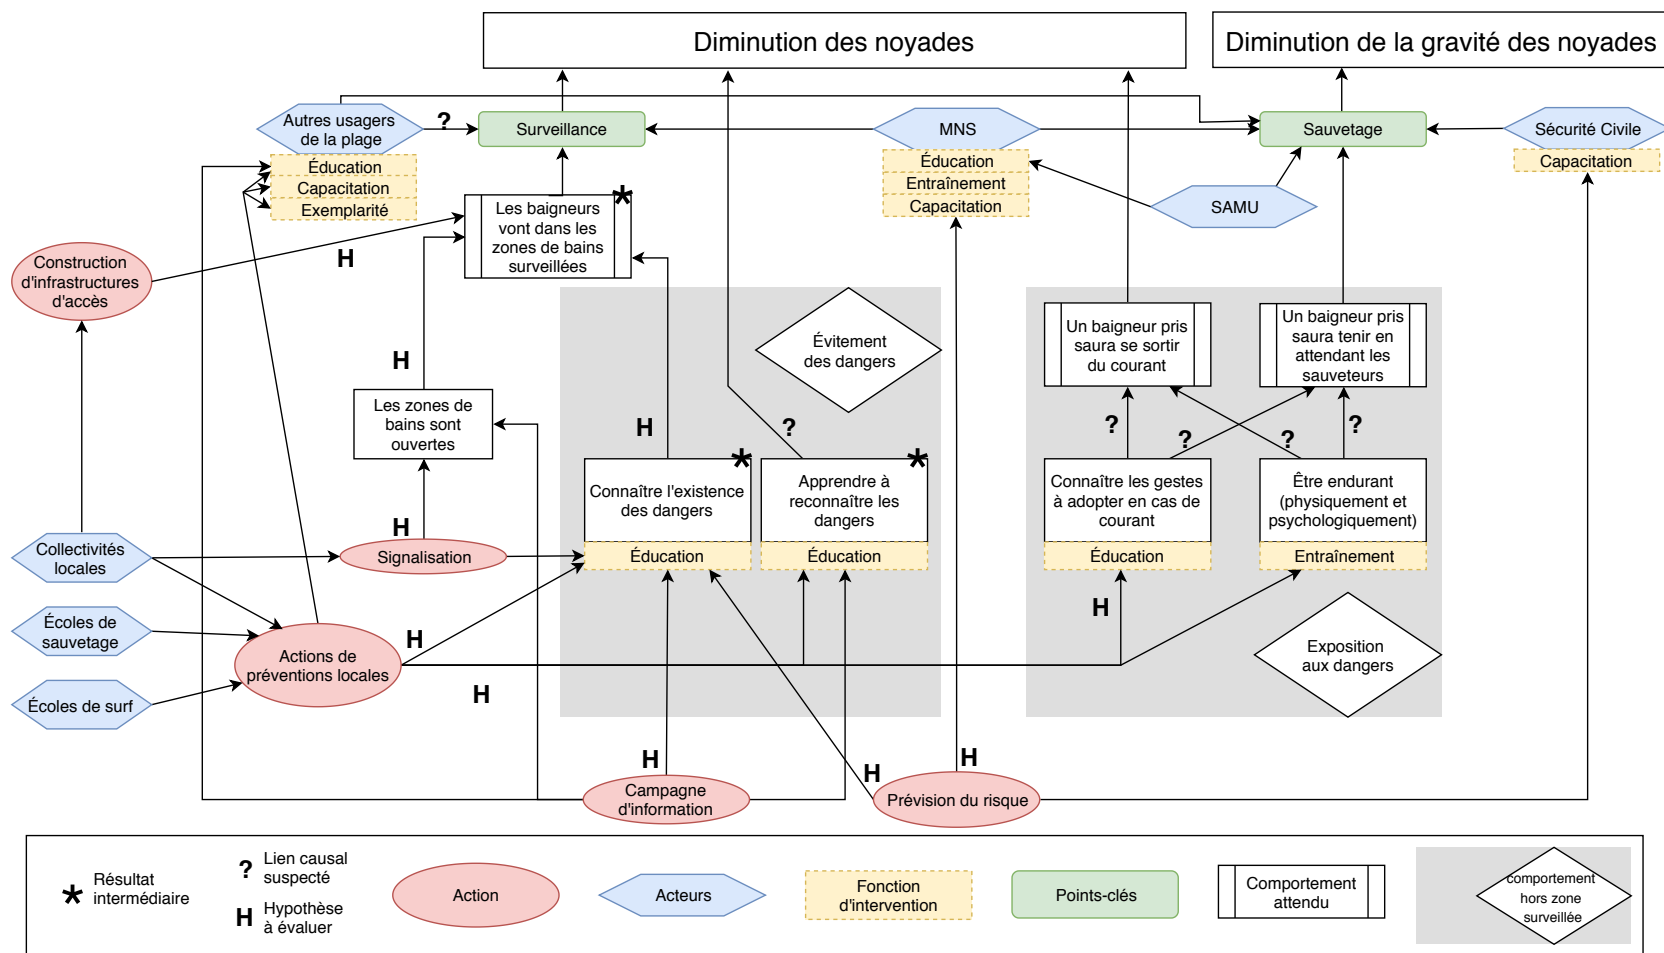 Diminution des noyades
Diminution de la gravité des noyades
Autres usagers
de la plage
?
Surveillance
MNS
Sauvetage
Sécurité Civile
Éducation
Capacitation
Exemplarité
Éducation
Entraînement
Capacitation
Capacitation
SAMU
*
Les baigneurs
vont dans les
zones de bains
surveillées
H
Construction
d'infrastructures
d'accès
Évitement
des dangers
Un baigneur pris
saura se sortir
du courant
Un baigneur pris
saura tenir en
attendant les
sauveteurs
H
Les zones de
bains sont
ouvertes
H
?
?
?
?
?
*
Connaître l'existence
des dangers
Éducation
*
Apprendre à
reconnaître les
dangers
Éducation
Connaître les gestes
à adopter en cas de
courant
Éducation
Être endurant
(physiquement et
psychologiquement)
Entraînement
H
Collectivités
locales
Signalisation
Écoles de
sauvetage
Écoles de surf
Actions de
préventions locales
H
H
H
Exposition
aux dangers
H
Campagne
d'information
H
H
Prévision du risque
*
Résultat
intermédiaire
?
Lien causal
suspecté
H
Hypothèse
à évaluer
Action
Acteurs
Fonction
d'intervention
Points-clés
Comportement
attendu
comportement
hors zone
surveillée